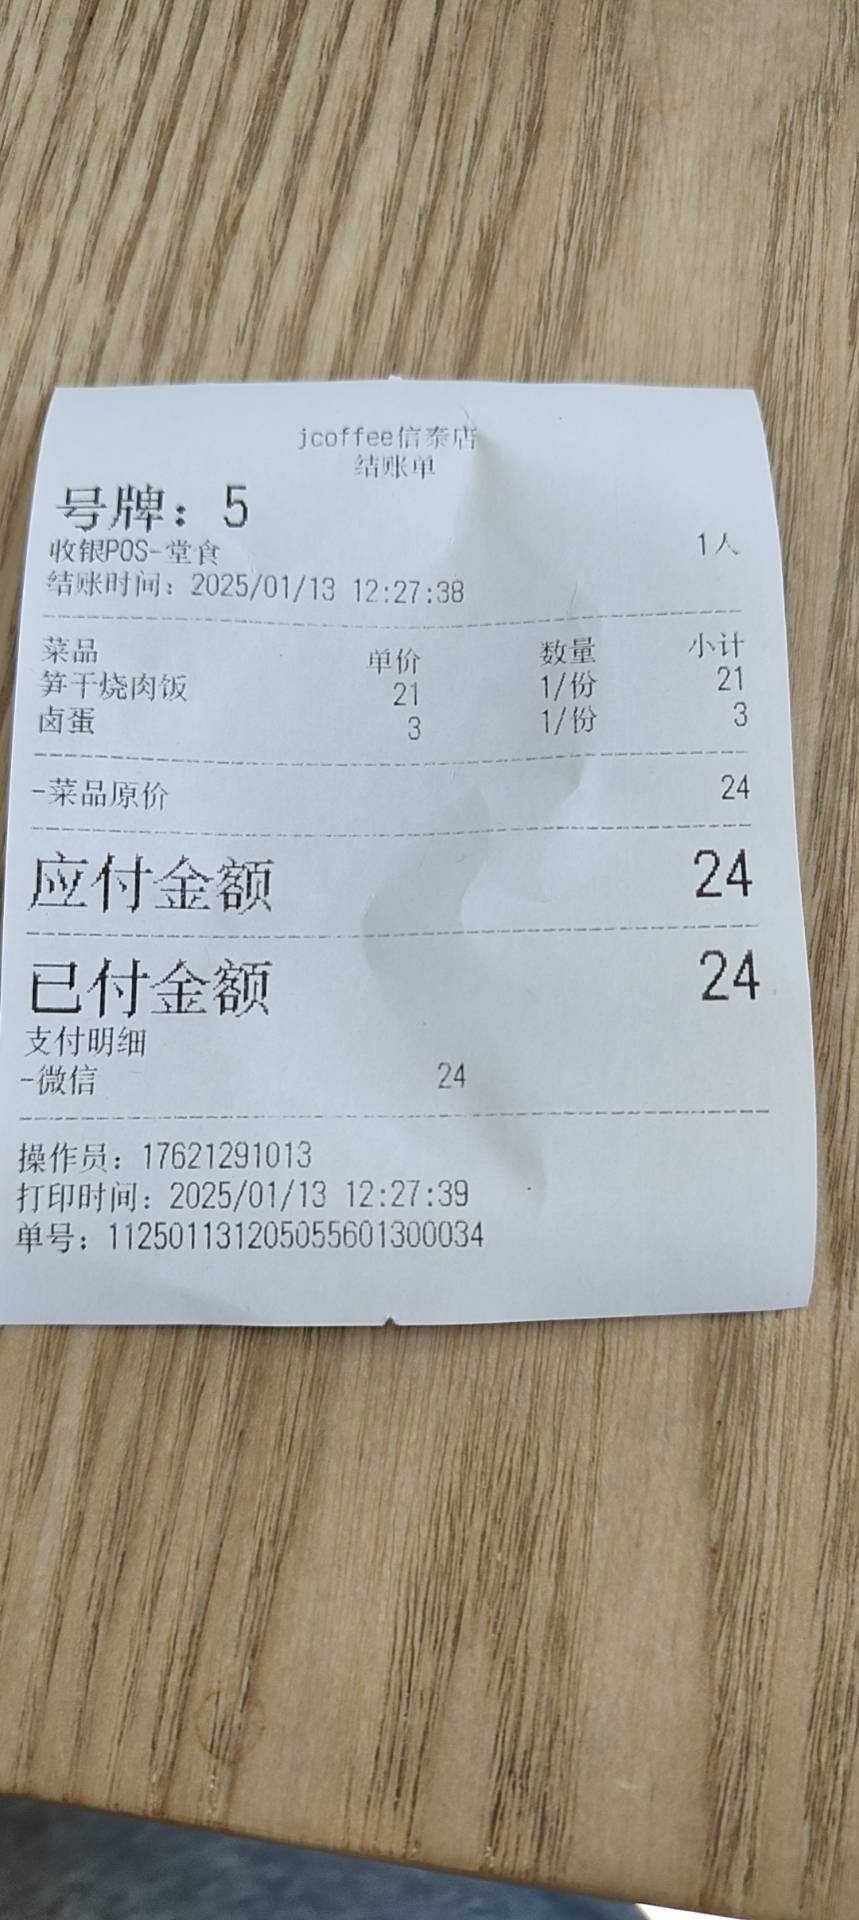 jcoffee信泰店
结账单
号牌：5
收银POS-堂食 1人
结账时间：2025/01/13 12:27:38
菜品 单价 数量 小计
笋干烧肉饭 21 1/份 21
卤蛋 3 1/份 3
-菜品原价 24
应付金额 24
已付金额 24
支付明细
-微信 24
操作员：17621291013
打印时间：2025/01/13 12:27:39
单号：112501131205055601300034